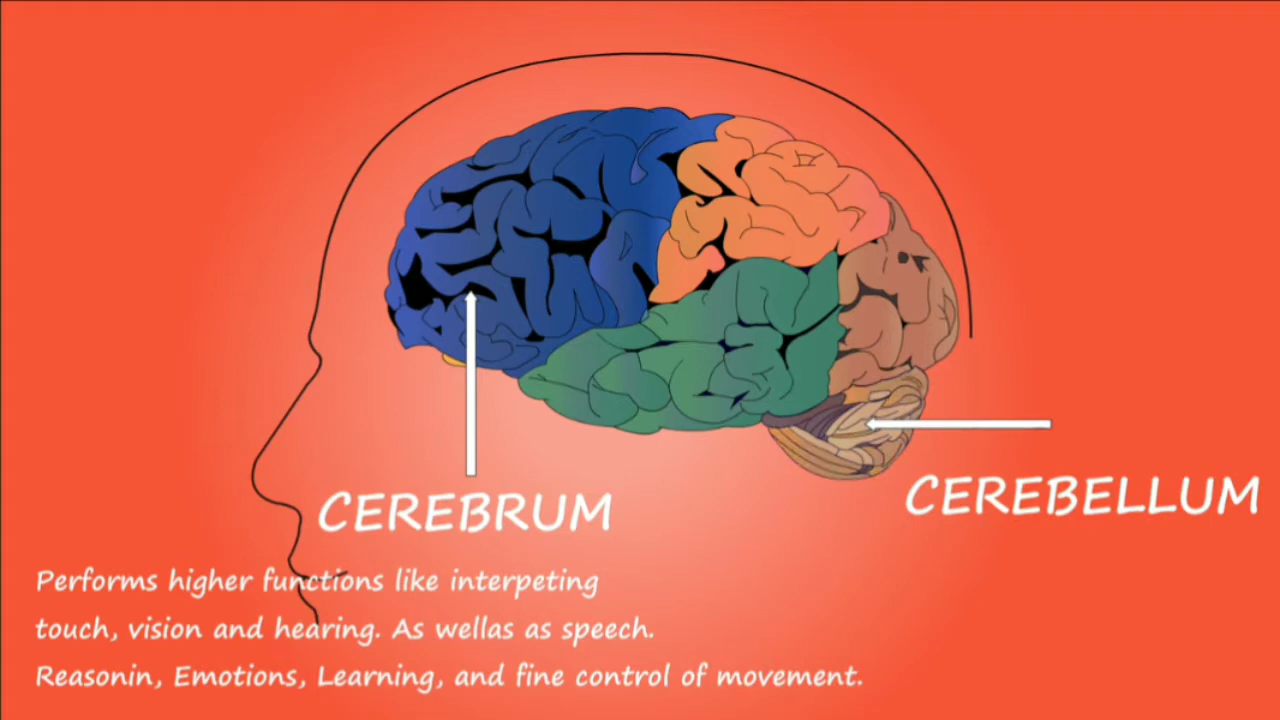 CEREBRUM
CEREBELLUM
Performs higher functions like interpeting
touch, vision and hearing. As wellas as speech.
Reasonin, Emotions, Learning, and fine control of movement.